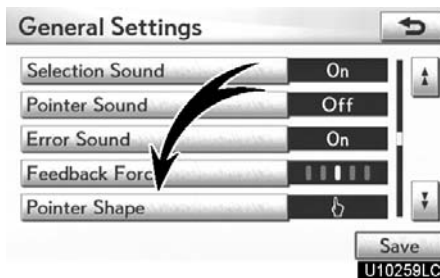 General Settings
Selection Sound On
Pointer Sound Off
Error Sound On
Feedback Forc
Pointer Shape
Save
U10259LC